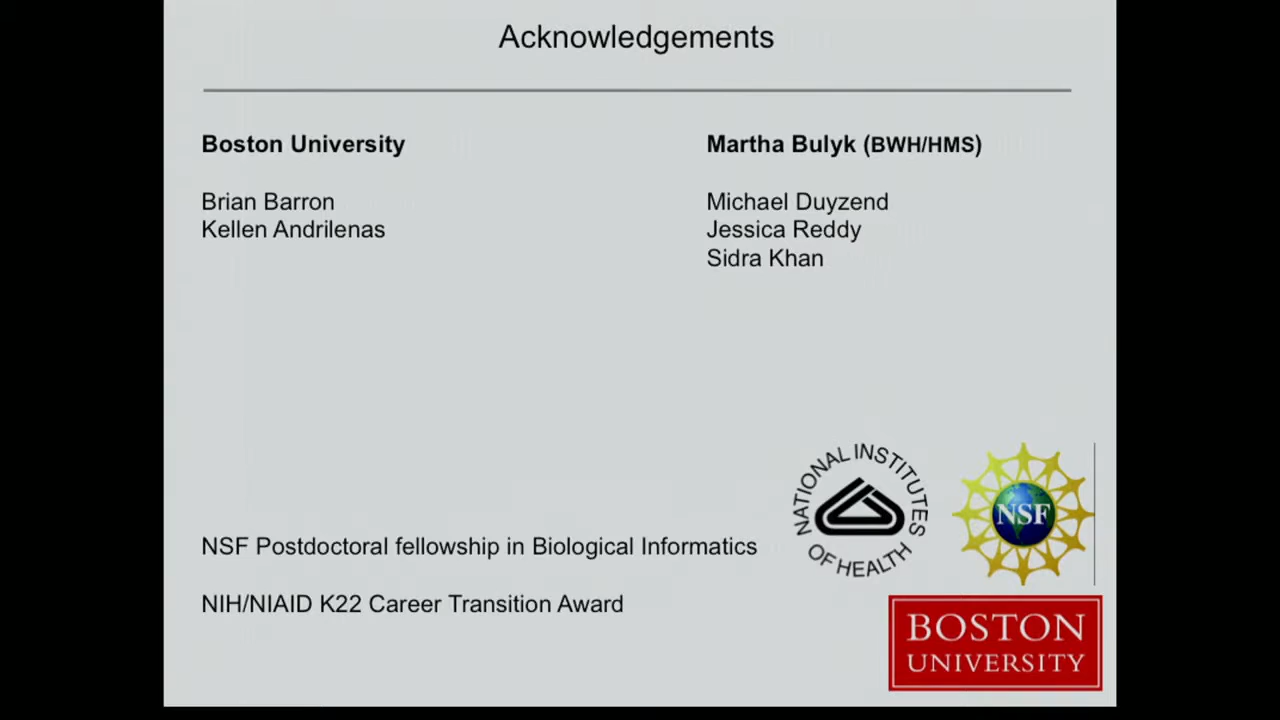 Acknowledgements
Boston University
Brian Barron
Kellen Andrilenas
Martha Bulyk (BWH/HMS)
Michael Duyzend
Jessica Reddy
Sidra Khan
NATIONAL INSTITUTES
OF HEALTH
NSF
NSF Postdoctoral fellowship in Biological Informatics
NIH/NIAID K22 Career Transition Award
BOSTON
UNIVERSITY